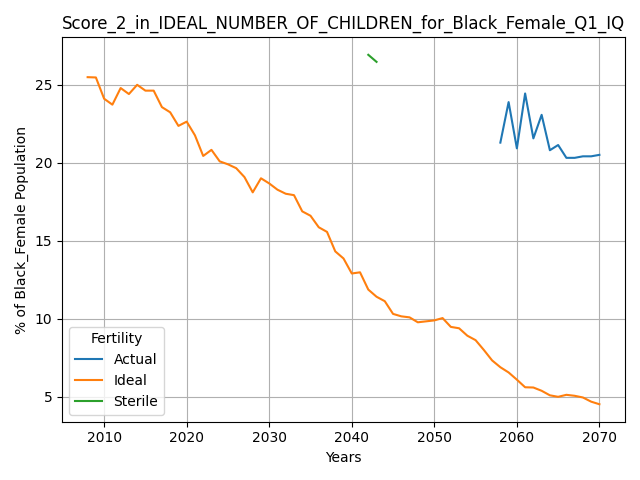 Score_2_in_IDEAL_NUMBER_OF_CHILDREN_for_Black_Female_Q1_IQ
% of Black_Female Population
25
20
15
10
5
Fertility
Actual
Ideal
Sterile
2010 2020 2030 2040 2050 2060 2070
Years